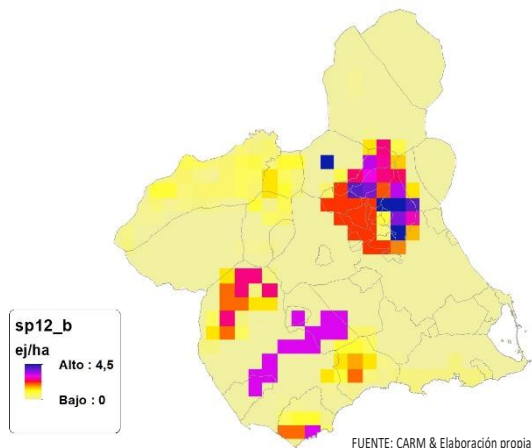 sp12_b
ej/ha
Alto : 4,5
Bajo : 0
FUENTE: CARM & Elaboración propia